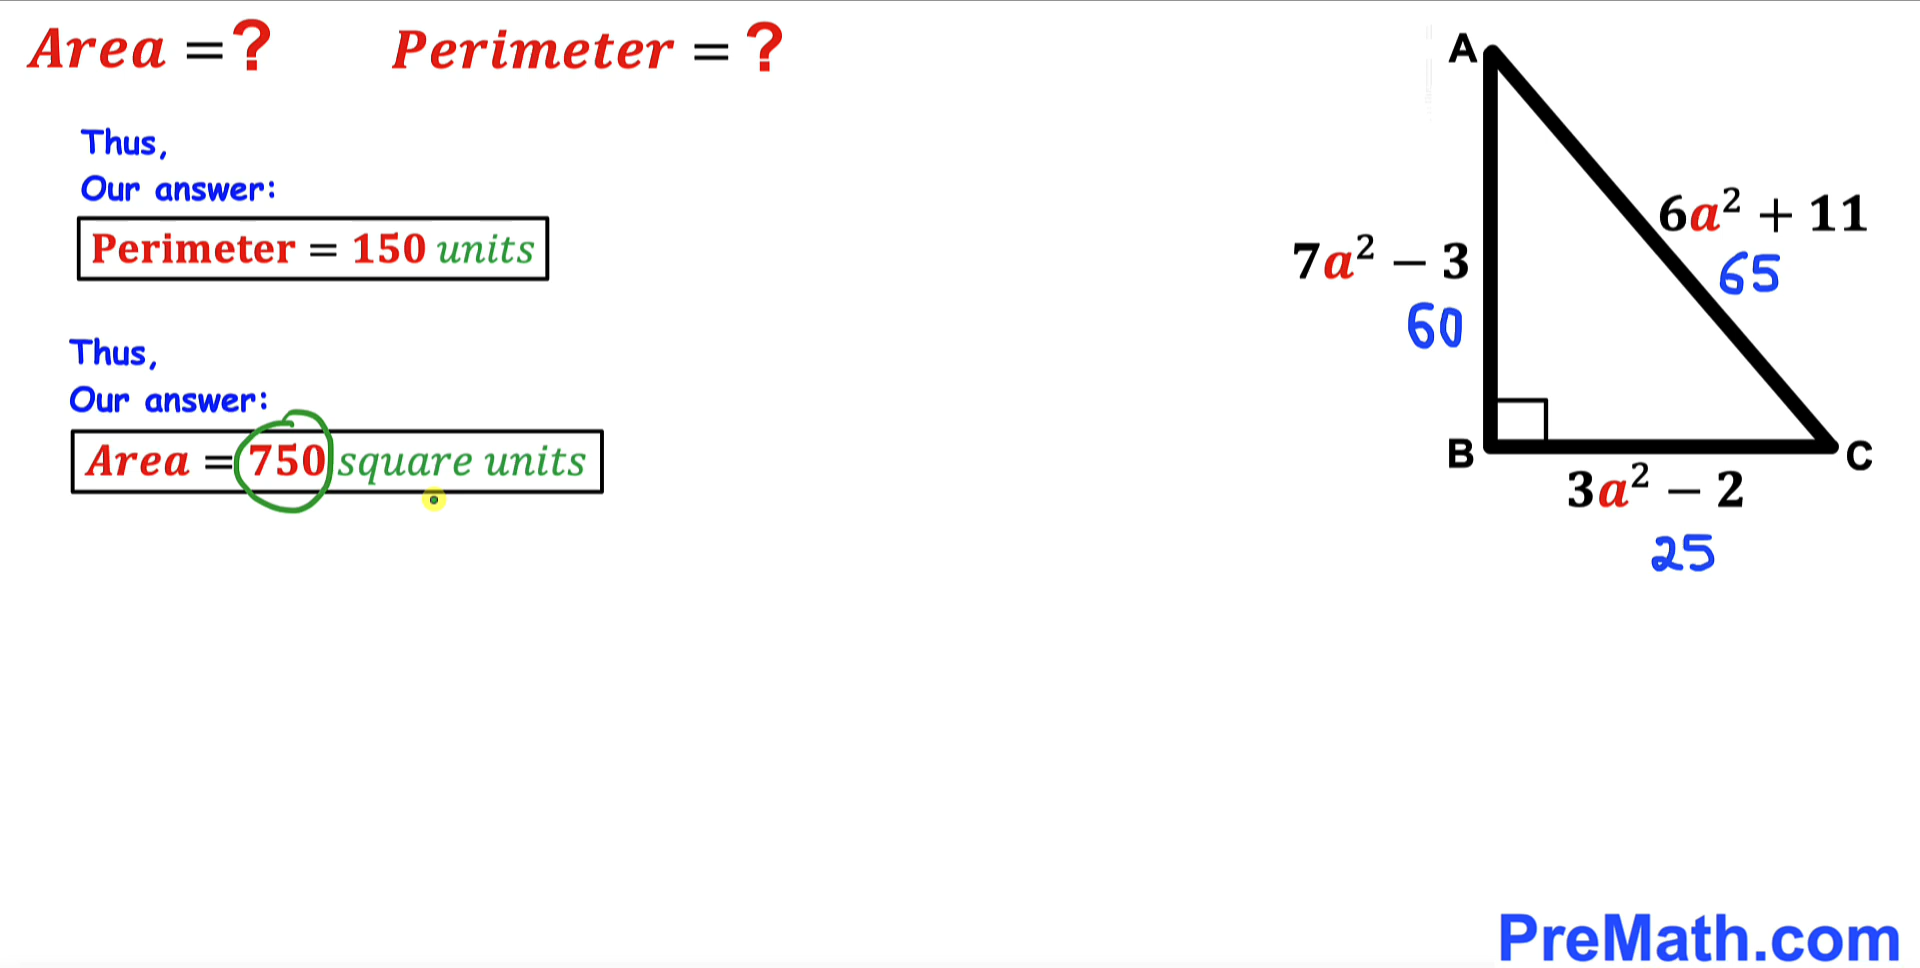 Area = ?
Perimeter = ?
Thus,
Our answer:
Perimeter = 150 units
Thus,
Our answer:
Area = 750 square units
A
6a² + 11
65
7a² − 3
60
B
C
3a² − 2
25
PreMath.com